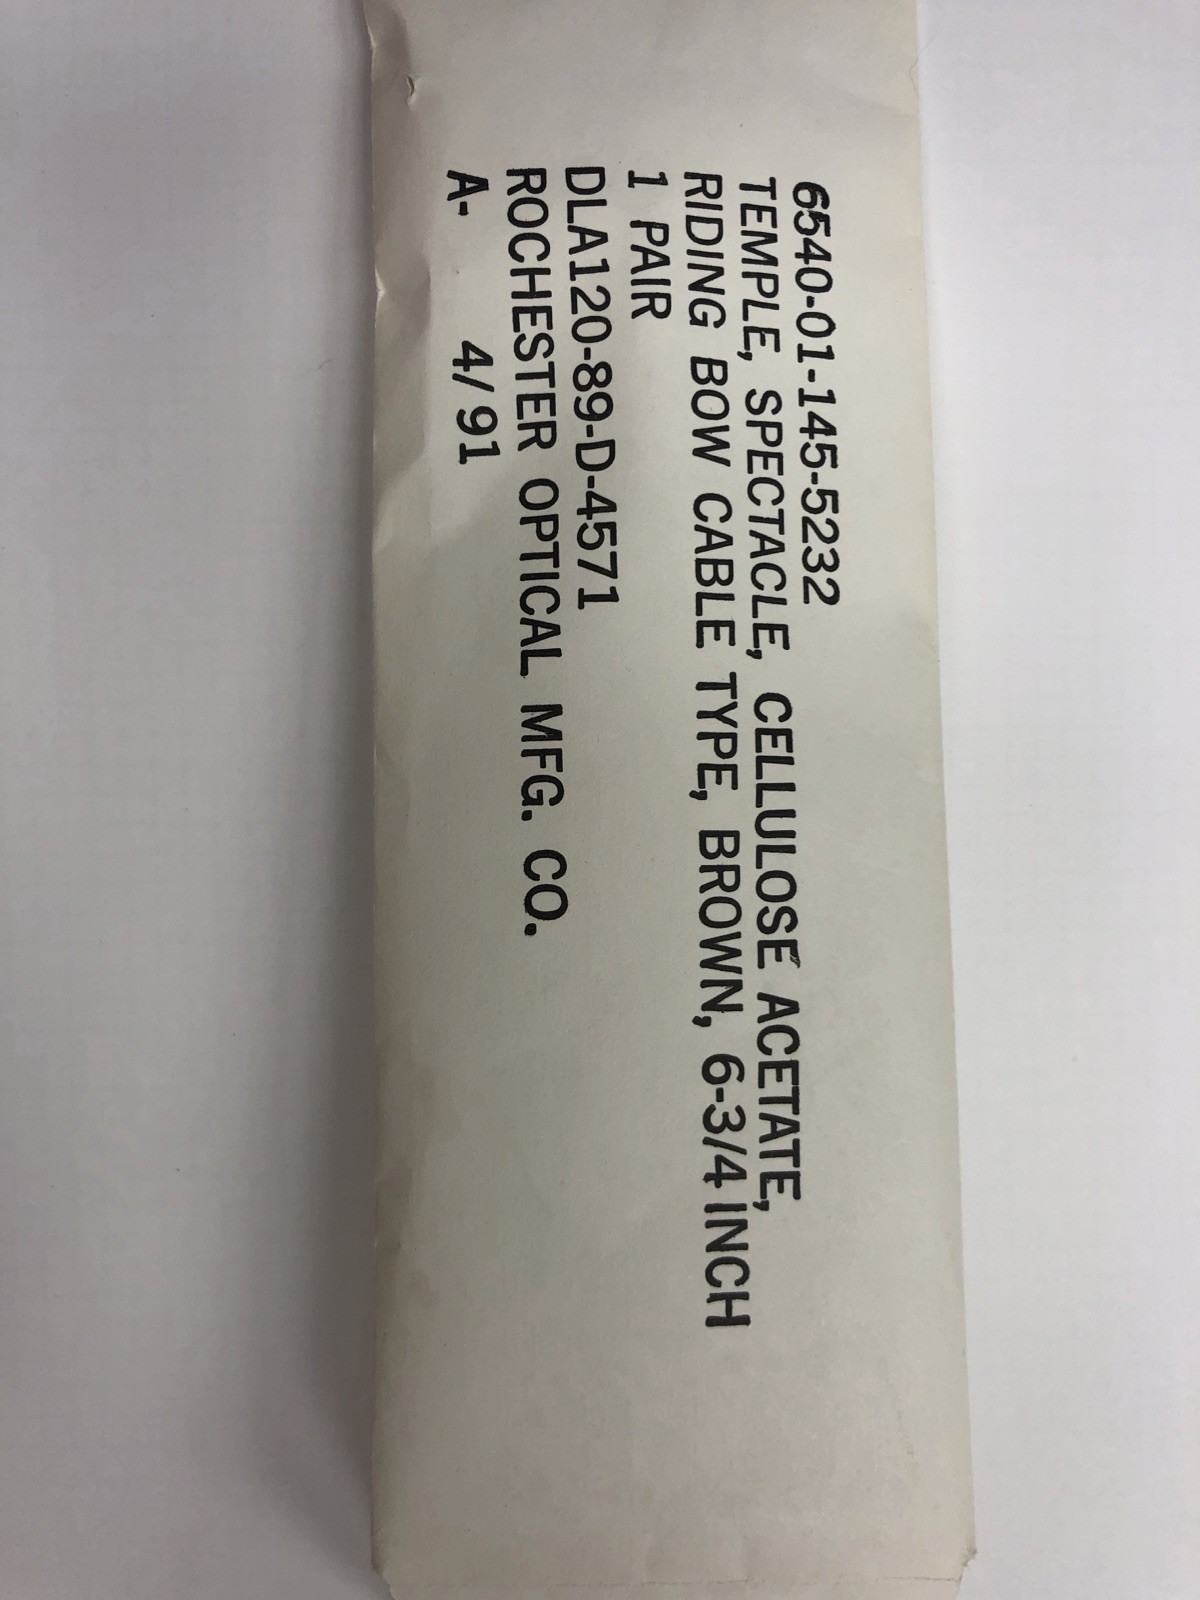 6540-01-145-5232
TEMPLE, SPECTACLE, CELLULOSE ACETATE,
RIDING BOW CABLE TYPE, BROWN, 6-3/4 INCH
1 PAIR
DLA120-89-D-4571
ROCHESTER OPTICAL MFG. CO.
A- 4/91